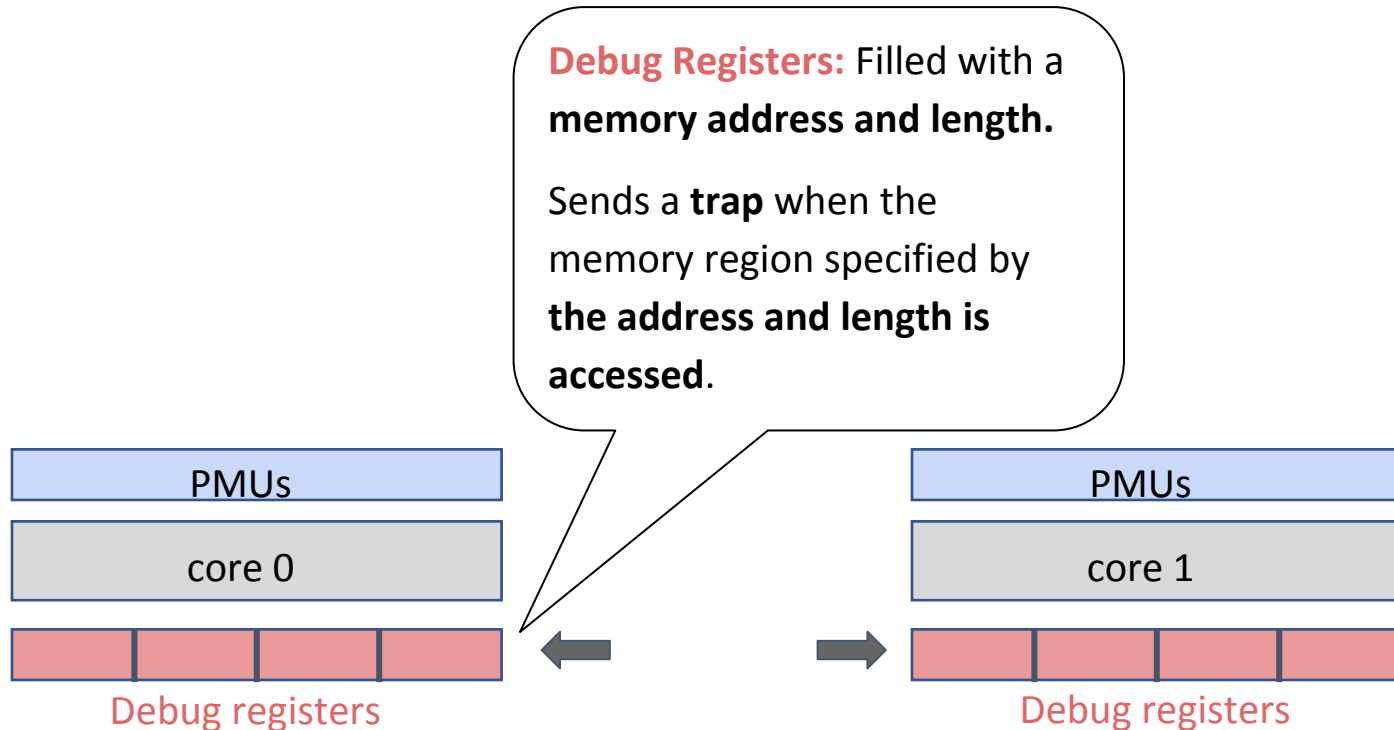 Debug Registers: Filled with a
memory address and length.
Sends a trap when the
memory region specified by
the address and length is
accessed.
PMUs
PMUs
core 0
core 1
Debug registers
Debug registers